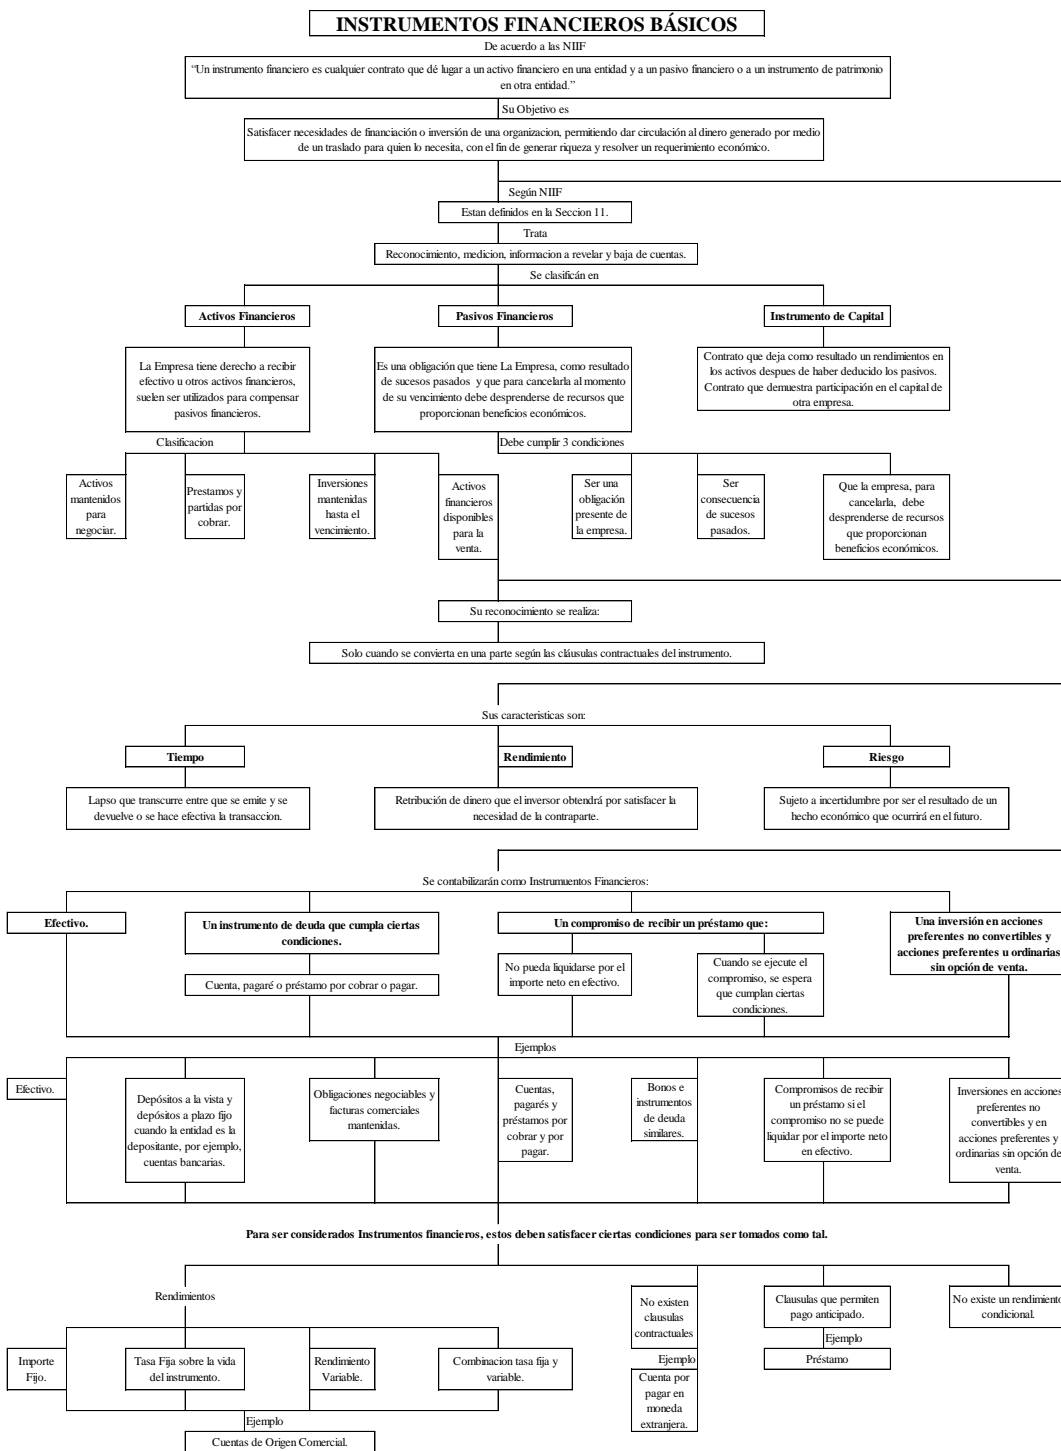 INSTRUMENTOS FINANCIEROS BÁSICOS
De acuerdo a las NIIF
“Un instrumento financiero es cualquier contrato que dé lugar a un activo financiero en una entidad y a un pasivo financiero o a un instrumento de patrimonio
en otra entidad.”
Su Objetivo es
Satisfacer necesidades de financiación o inversión de una organizacion, permitiendo dar circulación al dinero generado por medio
de un traslado para quien lo necesita, con el fin de generar riqueza y resolver un requerimiento económico.
Según NIIF
Estan definidos en la Seccion 11.
Trata
Reconocimiento, medicion, informacion a revelar y baja de cuentas.
Se clasificán en
Activos Financieros
Pasivos Financieros
Instrumento de Capital
La Empresa tiene derecho a recibir
efectivo u otros activos financieros,
suelen ser utilizados para compensar
pasivos financieros.
Es una obligación que tiene La Empresa, como resultado
de sucesos pasados y que para cancelarla al momento
de su vencimiento debe desprenderse de recursos que
proporcionan beneficios económicos.
Contrato que deja como resultado un rendimientos en
los activos despues de haber deducido los pasivos.
Contrato que demuestra participación en el capital de
otra empresa.
Clasificacion
Debe cumplir 3 condiciones
Activos
mantenidos
para
negociar.
Prestamos y
partidas por
cobrar.
Inversiones
mantenidas
hasta el
vencimiento.
Activos
financieros
disponibles
para la
venta.
Ser una
obligación
presente de
la empresa.
Ser
consecuencia
de sucesos
pasados.
Que la empresa, para
cancelarla, debe
desprenderse de recursos
que proporcionan
beneficios económicos.
Su reconocimiento se realiza:
Solo cuando se convierta en una parte según las cláusulas contractuales del instrumento.
Sus caracteristicas son:
Tiempo
Rendimiento
Riesgo
Lapso que transcurre entre que se emite y se
devuelve o se hace efectiva la transaccion.
Retribución de dinero que el inversor obtendrá por satisfacer la
necesidad de la contraparte.
Sujeto a incertidumbre por ser el resultado de un
hecho económico que ocurrirá en el futuro.
Se contabilizarán como Instrumuentos Financieros:
Efectivo.
Un instrumento de deuda que cumpla ciertas
condiciones.
Un compromiso de recibir un préstamo que:
Una inversión en acciones
preferentes no convertibles y
acciones preferentes u ordinarias
sin opción de venta.
Cuenta, pagaré o préstamo por cobrar o pagar.
No pueda liquidarse por el
importe neto en efectivo.
Cuando se ejecute el
compromiso, se espera
que cumplan ciertas
condiciones.
Ejemplos
Efectivo.
Depósitos a la vista y
depósitos a plazo fijo
cuando la entidad es la
depositante, por ejemplo,
cuentas bancarias.
Obligaciones negociables y
facturas comerciales
mantenidas.
Cuentas,
pagarés y
préstamos por
cobrar y por
pagar.
Bonos e
instrumentos
de deuda
similares.
Compromisos de recibir
un préstamo si el
compromiso no se puede
liquidar por el importe neto
en efectivo.
Inversiones en acciones
preferentes no
convertibles y en
acciones preferentes y
ordinarias sin opción de
venta.
Para ser considerados Instrumentos financieros, estos deben satisfacer ciertas condiciones para ser tomados como tal.
Rendimientos
No existen
clausulas
contractuales
Clausulas que permiten
pago anticipado.
No existe un rendimiento
condicional.
Ejemplo
Préstamo
Importe
Fijo.
Tasa Fija sobre la vida
del instrumento.
Rendimiento
Variable.
Combinacion tasa fija y
variable.
Ejemplo
Cuenta por
pagar en
moneda
extranjera.
Ejemplo
Cuentas de Origen Comercial.